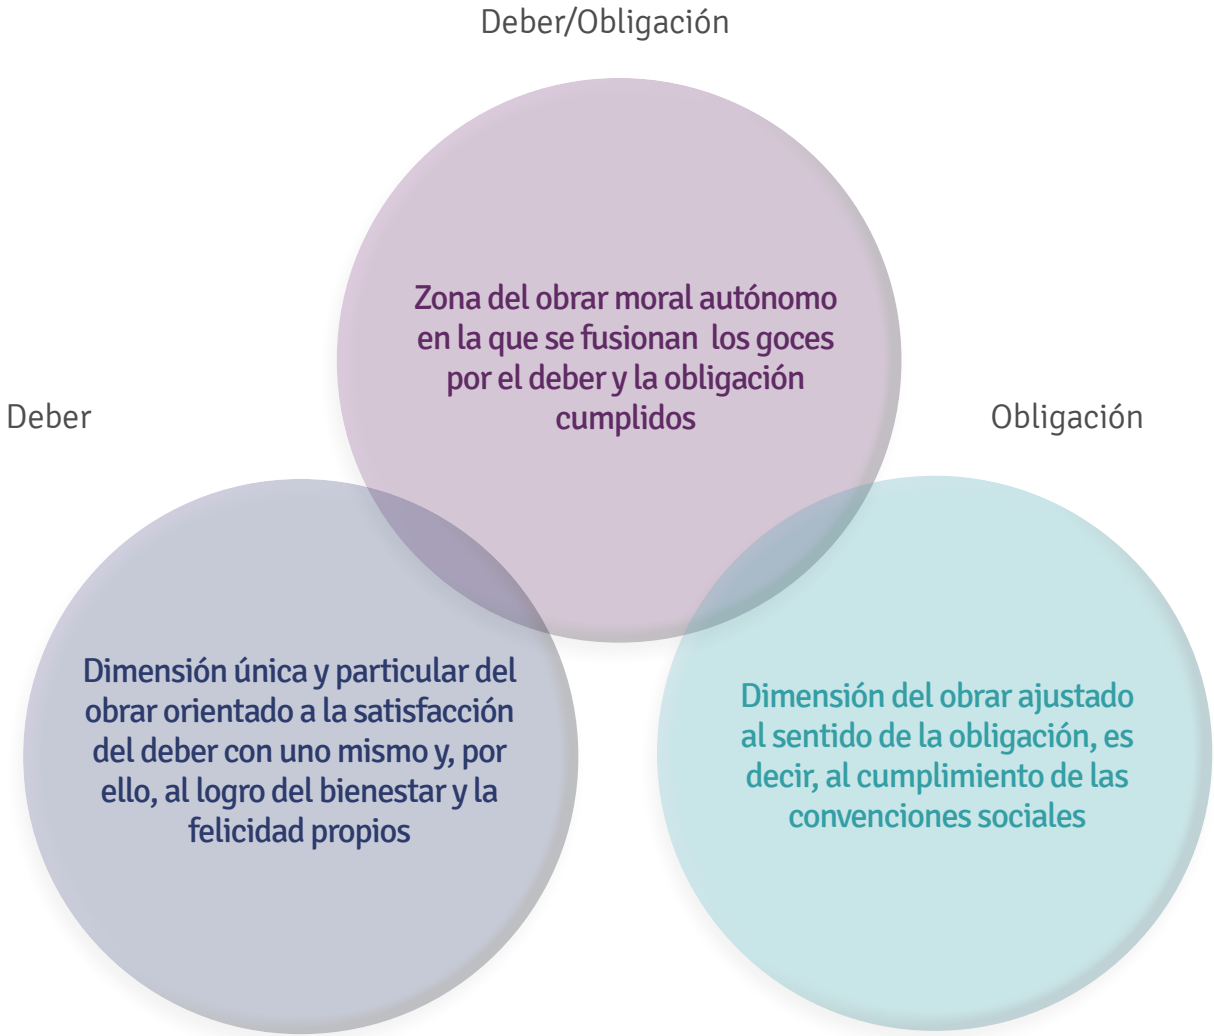 Deber/Obligación
Zona del obrar moral autónomo
en la que se fusionan los goces
por el deber y la obligación
cumplidos
Deber
Obligación
Dimensión única y particular del
obrar orientado a la satisfacción
del deber con uno mismo y, por
ello, al logro del bienestar y la
felicidad propios
Dimensión del obrar ajustado
al sentido de la obligación, es
decir, al cumplimiento de las
convenciones sociales